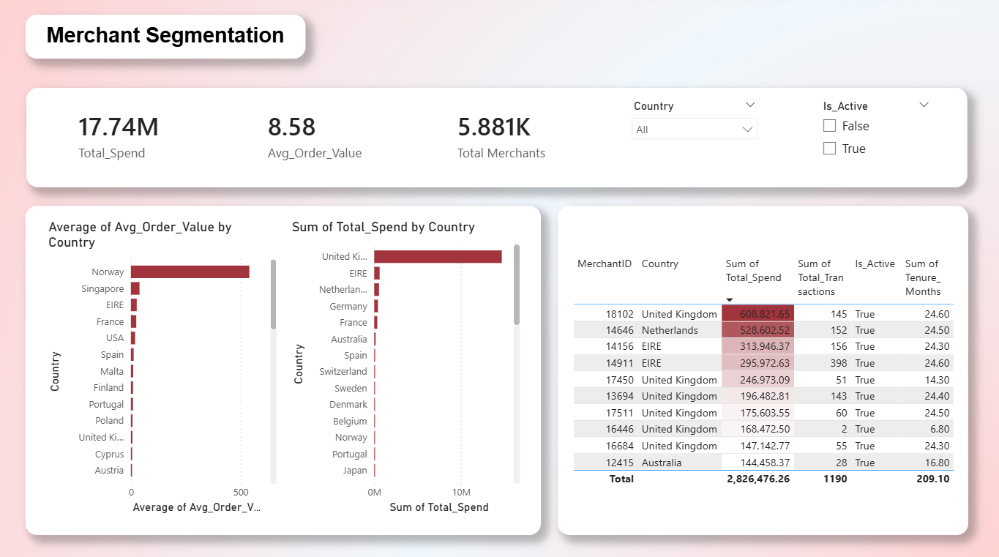 Merchant Segmentation
17.74M
Total_Spend
8.58
Avg_Order_Value
5.881K
Total Merchants
Country
All
Is_Active
False
True
Average of Avg_Order_Value by
Country
Country
Norway
Singapore
EIRE
France
USA
Spain
Malta
Finland
Portugal
Poland
United Ki...
Cyprus
Austria
0 500
Average of Avg_Order_V...
Sum of Total_Spend by Country
Country
United Ki...
EIRE
Netherlan...
Germany
France
Australia
Spain
Switzerland
Sweden
Denmark
Belgium
Norway
Portugal
Japan
0M 10M
Sum of Total_Spend
MerchantID Country Sum of Total_Spend Sum of Total_Tran sactions Is_Active Sum of Tenure_ Months
18102 United Kingdom 608,821.65 145 True 24.60
14646 Netherlands 528,602.52 152 True 24.50
14156 EIRE 313,946.37 156 True 24.30
14911 EIRE 295,972.63 398 True 24.60
17450 United Kingdom 246,973.09 51 True 14.30
13694 United Kingdom 196,482.81 143 True 24.40
17511 United Kingdom 175,603.55 60 True 24.50
16446 United Kingdom 168,472.50 2 True 6.80
16684 United Kingdom 147,142.77 55 True 24.30
12415 Australia 144,458.37 28 True 16.80
Total 2,826,476.26 1190 209.10